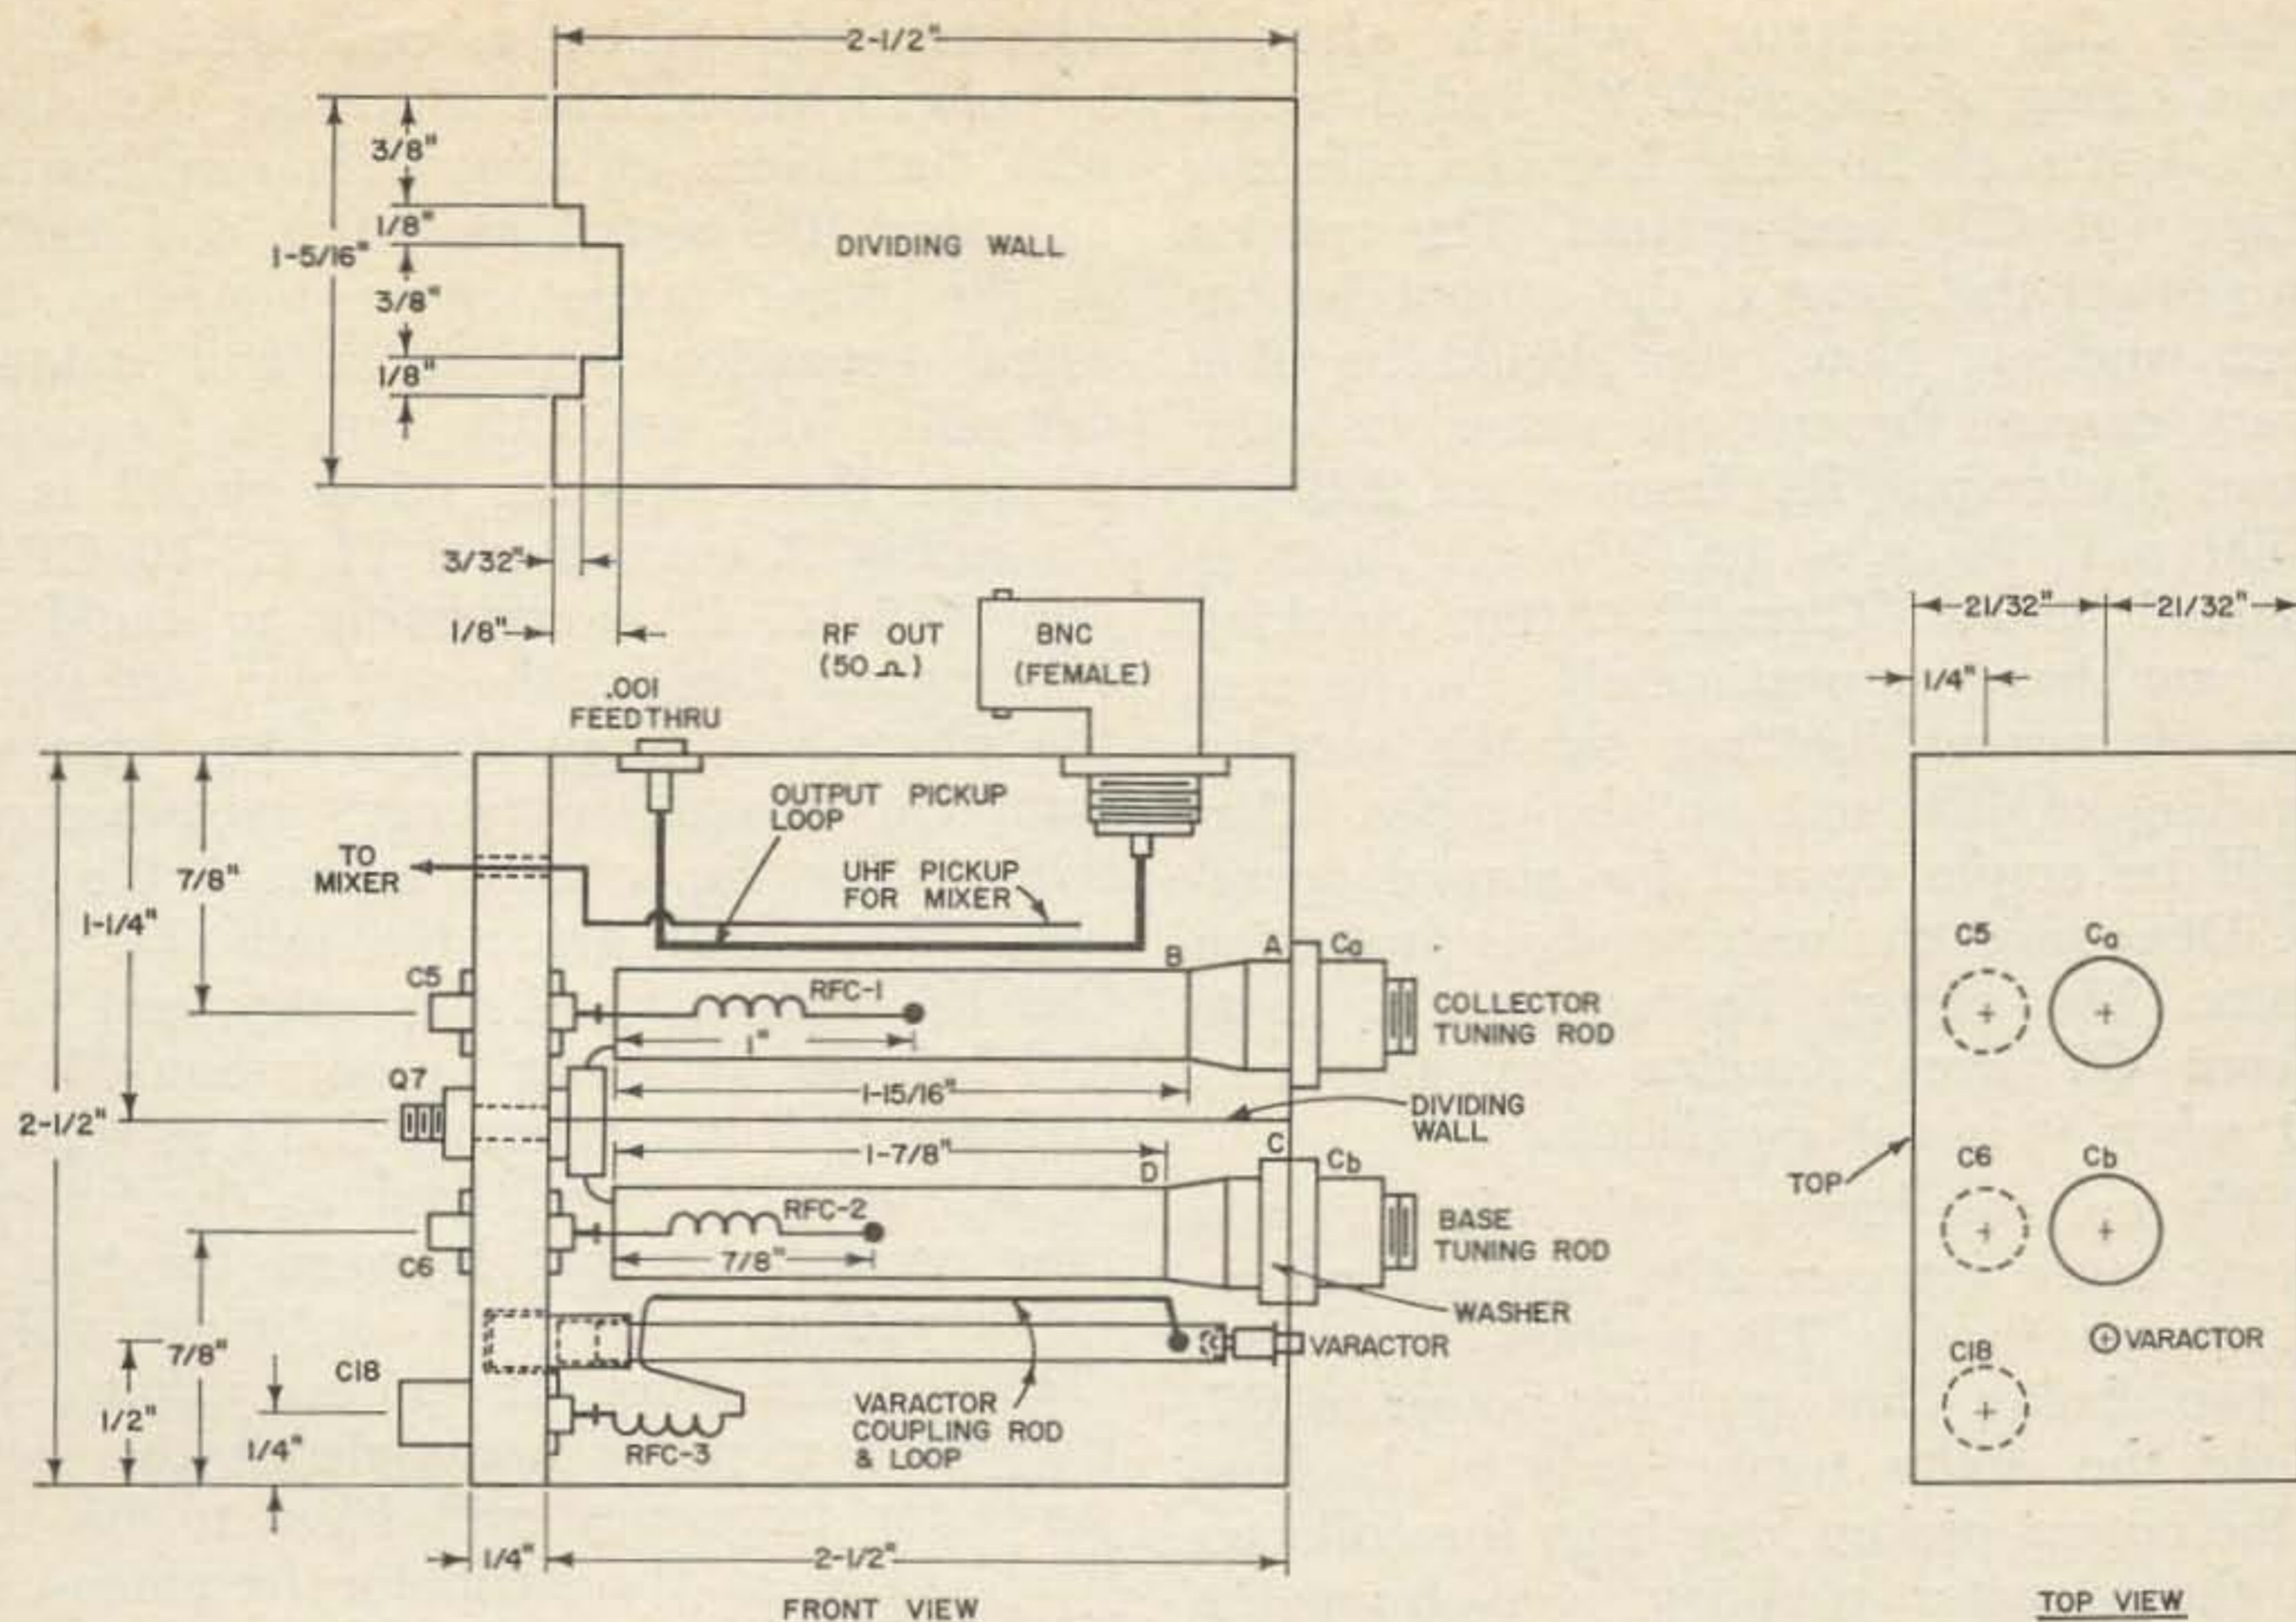 2-1/2"
3/8"
1/8"
1-5/16"
DIVIDING WALL
3/8"
1/8"
3/32"
1/8"
RF OUT
(50 Ω)
BNC
(FEMALE)
21/32"
21/32"
1/4"
.001
FEEDTHRU
OUTPUT PICKUP
LOOP
TO
MIXER
UHF PICKUP
FOR MIXER
7/8"
1-1/4"
2-1/2"
C5
B
A
Ca
RFC-1
1"
COLLECTOR
TUNING ROD
C5
Ca
Q7
1-15/16"
DIVIDING
WALL
1-7/8"
D
C
Cb
C6
Cb
TOP
RFC-2
7/8"
BASE
TUNING ROD
C6
WASHER
VARACTOR
7/8"
1/2"
1/4"
C18
RFC-3
VARACTOR
COUPLING ROD
& LOOP
C18
VARACTOR
1/4"
2-1/2"
FRONT VIEW
TOP VIEW